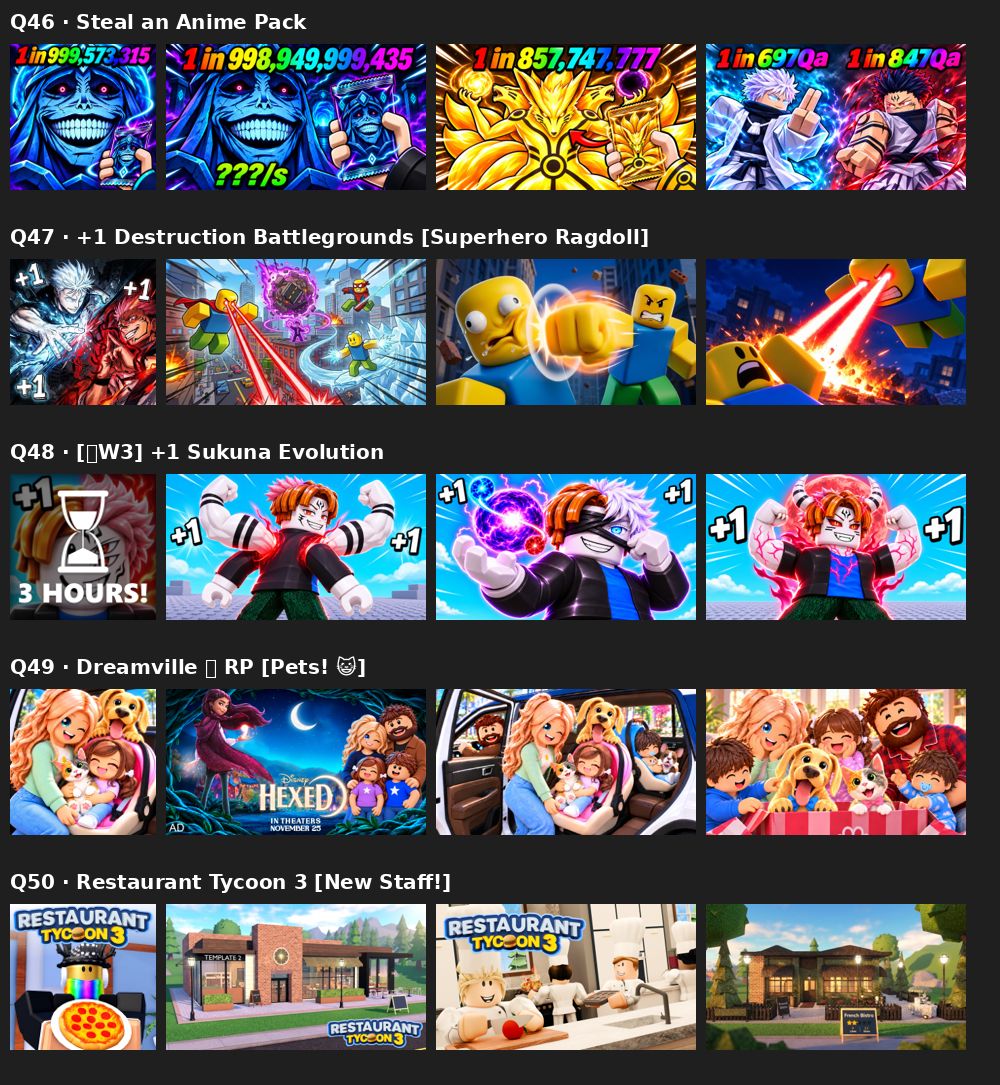 Q46 · Steal an Anime Pack
1 in 999,573,315
1 in 998,949,999,435
???/s
1 in 857,747,777
1 in 697Qa
1 in 847Qa
Q47 · +1 Destruction Battlegrounds [Superhero Ragdoll]
+1
+1
+1
Q48 · [▯W3] +1 Sukuna Evolution
+1
3 HOURS!
+1
+1
+1
+1
+1
+1
Q49 · Dreamville ▯ RP [Pets! 😺]
Disney
HEXED
IN THEATERS
NOVEMBER 25
AD
Q50 · Restaurant Tycoon 3 [New Staff!]
RESTAURANT
TYCOON 3
TEMPLATE 2
RESTAURANT
TYCOON 3
RESTAURANT
TYCOON 3
French Bistro